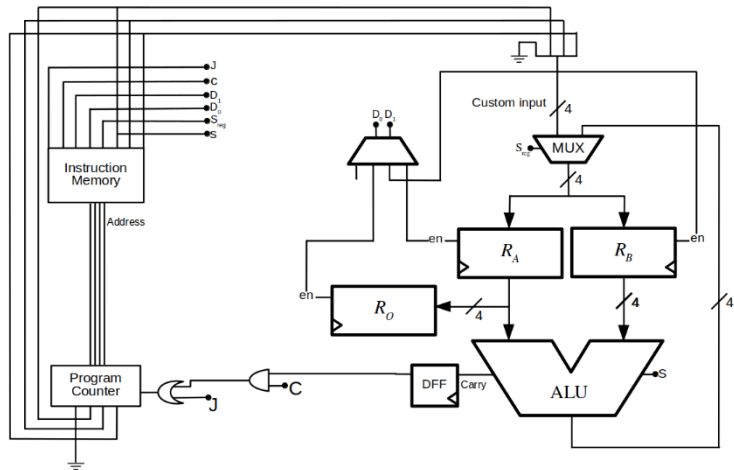 J
C
D1
D0
Sreg
S
Instruction
Memory
Address
Program
Counter
J
C
DFF
Carry
ALU
S
Custom input
4
D0 D1
Sreg
MUX
4
en
RA
RB
en
en
RO
4
4
4